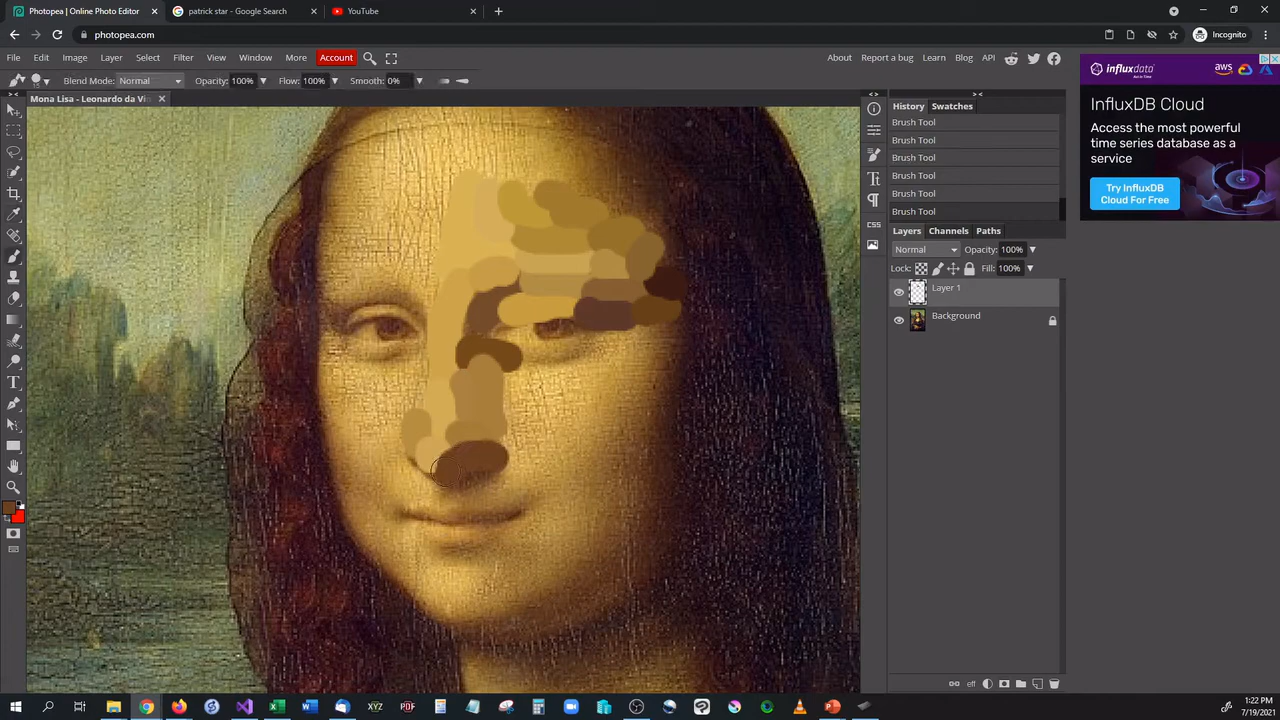 Photopea | Online Photo Editor
patrick star - Google Search
YouTube
photopea.com
Incognito
File Edit Image Layer Select Filter View Window More Account
About Report a bug Learn Blog API
15 Blend Mode: Normal Opacity: 100% Flow: 100% Smooth: 0%
Mona Lisa - Leonardo da Vin
History Swatches
Brush Tool
Brush Tool
Brush Tool
Brush Tool
Brush Tool
Brush Tool
Layers Channels Paths
Normal Opacity: 100%
Lock: Fill: 100%
Layer 1
Background
CSS
eff
influxdata
aws
InfluxDB Cloud
Access the most powerful
time series database as a
service
Try InfluxDB
Cloud For Free
1:22 PM
7/19/2021